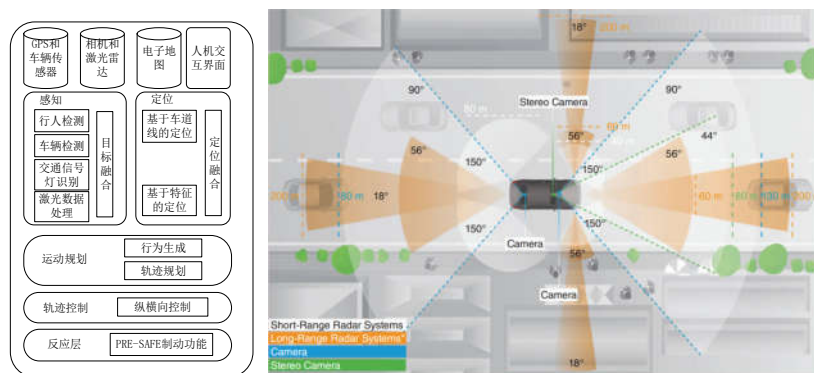 GPS和
车辆传
感器
相机和
激光雷
达
电子地
图
人机交
互界面
感知
行人检测
车辆检测
交通信号
灯识别
激光数据
处理
目标融合
定位
基于车道
线的定位
基于特征
的定位
定位融合
运动规划
行为生成
轨迹规划
轨迹控制
纵横向控制
反应层
PRE-SAFE制动功能
18°
200 m
90°
90°
Stereo Camera
80 m
60 m
56°
44°
56°
150°
150°
56°
200 m
60 m
18°
60 m
200 m
150°
150°
Camera
56°
Camera
18°
Short-Range Radar Systems
Long-Range Radar Systems*
Camera
Stereo Camera